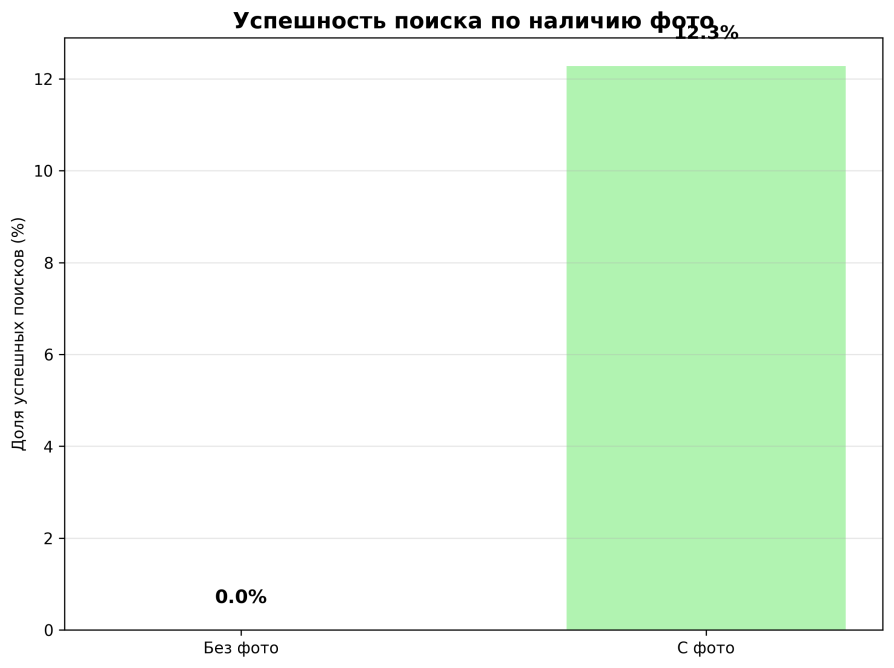 Успешность поиска по наличию фото
12.3%
Доля успешных поисков (%)
12
10
8
6
4
2
0
0.0%
Без фото
С фото